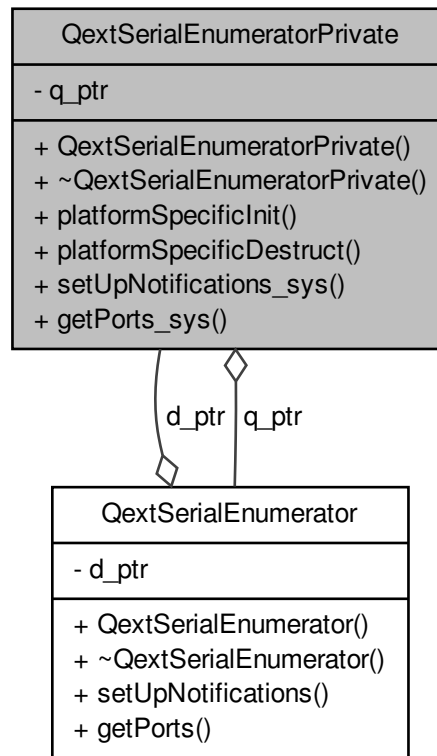 QextSerialEnumeratorPrivate
- q_ptr
+ QextSerialEnumeratorPrivate()
+ ~QextSerialEnumeratorPrivate()
+ platformSpecificInit()
+ platformSpecificDestruct()
+ setUpNotifications_sys()
+ getPorts_sys()
d_ptr q_ptr
QextSerialEnumerator
- d_ptr
+ QextSerialEnumerator()
+ ~QextSerialEnumerator()
+ setUpNotifications()
+ getPorts()